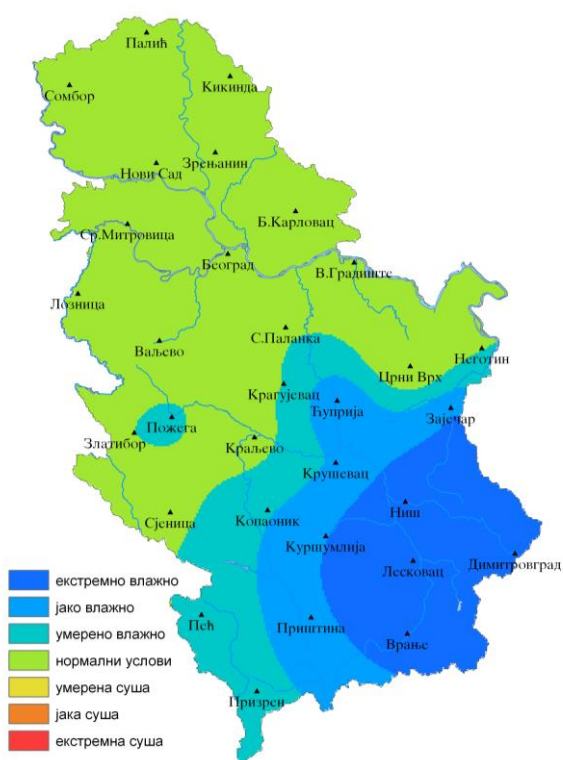 Палић
Кикинда
Сомбор
Зрењанин
Нови Сад
Б.Карловац
Ср.Митровица
Београд
В.Градиште
Лозница
С.Паланка
Ваљево
Неготин
Црни Врх
Крагујевац
Ћуприја
Зајечар
Пожега
Златибор
Краљево
Крушевац
Ниш
Копаоник
Сјеница
Куршумлија
Лесковац
Димитровград
Пећ
Приштина
Врање
Призрен
екстремно влажно
јако влажно
умерено влажно
нормални услови
умерена суша
јака суша
екстремна суша